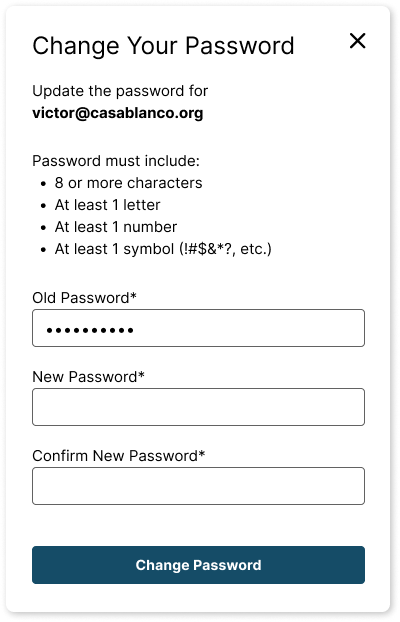 Change Your Password
Update the password for
victor@casablanco.org
Password must include:
• 8 or more characters
• At least 1 letter
• At least 1 number
• At least 1 symbol (!#$&*?, etc.)
Old Password*
••••••••••
New Password*
Confirm New Password*
Change Password